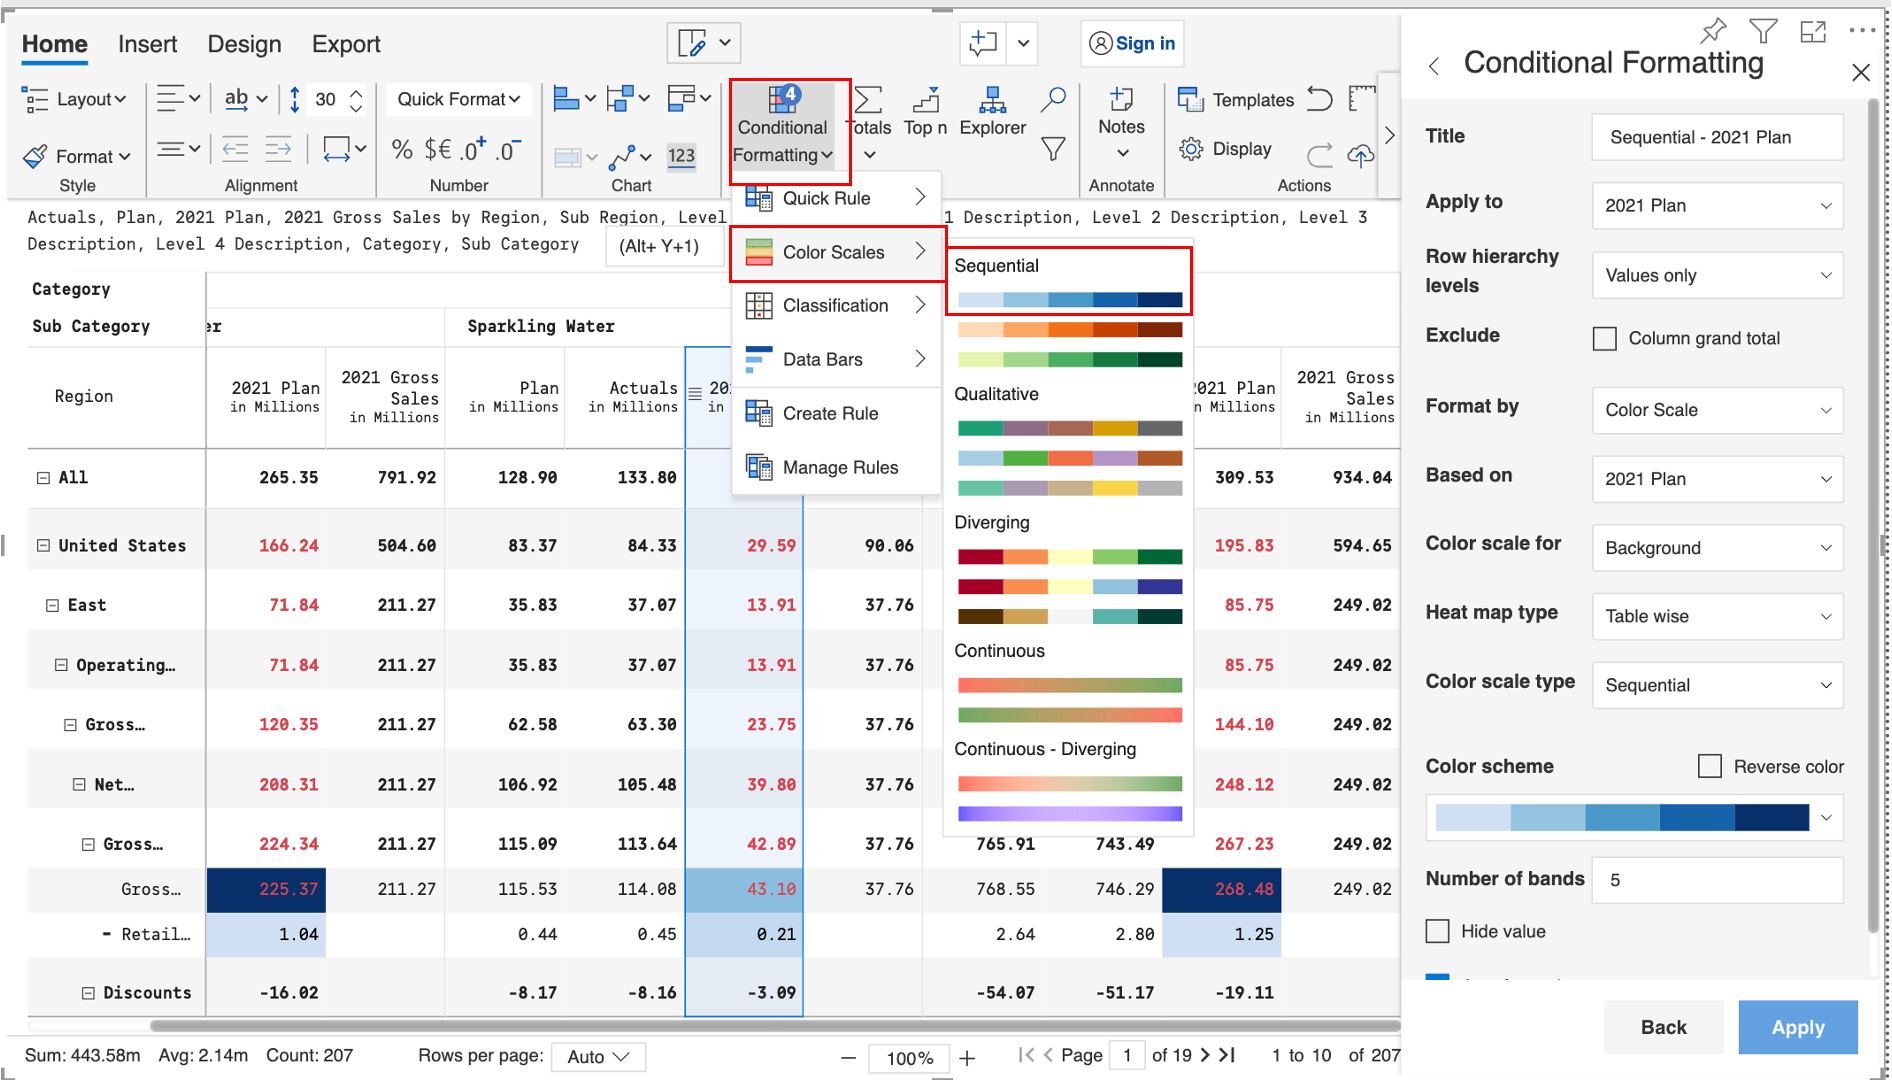 Home Insert Design Export
Sign in
Layout
ab
30
Quick Format
4
Conditional
Formatting
Totals
Top n
Explorer
Notes
Templates
Display
Format
% $€ .0+ .0-
123
Style
Alignment
Number
Chart
Annotate
Actions
Actuals, Plan, 2021 Plan, 2021 Gross Sales by Region, Sub Region, Level 1 Description, Level 2 Description, Level 3
Description, Level 4 Description, Category, Sub Category
(Alt+ Y+1)
Quick Rule
Color Scales
Classification
Data Bars
Create Rule
Manage Rules
Sequential
Qualitative
Diverging
Continuous
Continuous - Diverging
Category
Sub Category er Sparkling Water
Region
2021 Plan
in Millions
2021 Gross
Sales
in Millions
Plan
in Millions
Actuals
in Millions
20
in
2021 Plan
in Millions
2021 Gross
Sales
in Millions
All 265.35 791.92 128.90 133.80 309.53 934.04
United States 166.24 504.60 83.37 84.33 29.59 90.06 195.83 594.65
East 71.84 211.27 35.83 37.07 13.91 37.76 85.75 249.02
Operating… 71.84 211.27 35.83 37.07 13.91 37.76 85.75 249.02
Gross… 120.35 211.27 62.58 63.30 23.75 37.76 144.10 249.02
Net… 208.31 211.27 106.92 105.48 39.80 37.76 248.12 249.02
Gross… 224.34 211.27 115.09 113.64 42.89 37.76 765.91 743.49 267.23 249.02
Gross… 225.37 211.27 115.53 114.08 43.10 37.76 768.55 746.29 268.48 249.02
- Retail… 1.04 0.44 0.45 0.21 2.64 2.80 1.25
Discounts -16.02 -8.17 -8.16 -3.09 -54.07 -51.17 -19.11
Sum: 443.58m Avg: 2.14m Count: 207 Rows per page: Auto 100% Page 1 of 19 1 to 10 of 207
Conditional Formatting
Title Sequential - 2021 Plan
Apply to 2021 Plan
Row hierarchy
levels
Values only
Exclude Column grand total
Format by Color Scale
Based on 2021 Plan
Color scale for Background
Heat map type Table wise
Color scale type Sequential
Color scheme Reverse color
Number of bands 5
Hide value
Back Apply